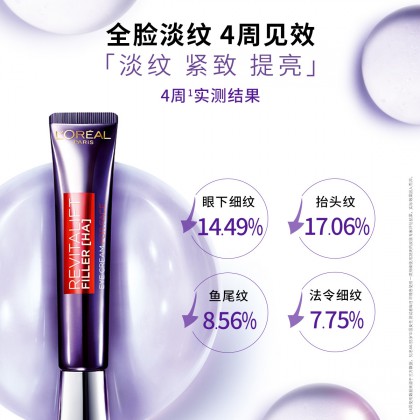 全脸淡纹 4周见效
「淡纹 紧致 提亮」
4周¹实测结果
L'ORÉAL
PARIS
REVITALIFT
FILLER [HA]
EYE CREAM
眼下细纹
14.49%
抬头纹
17.06%
鱼尾纹
8.56%
法令细纹
7.75%